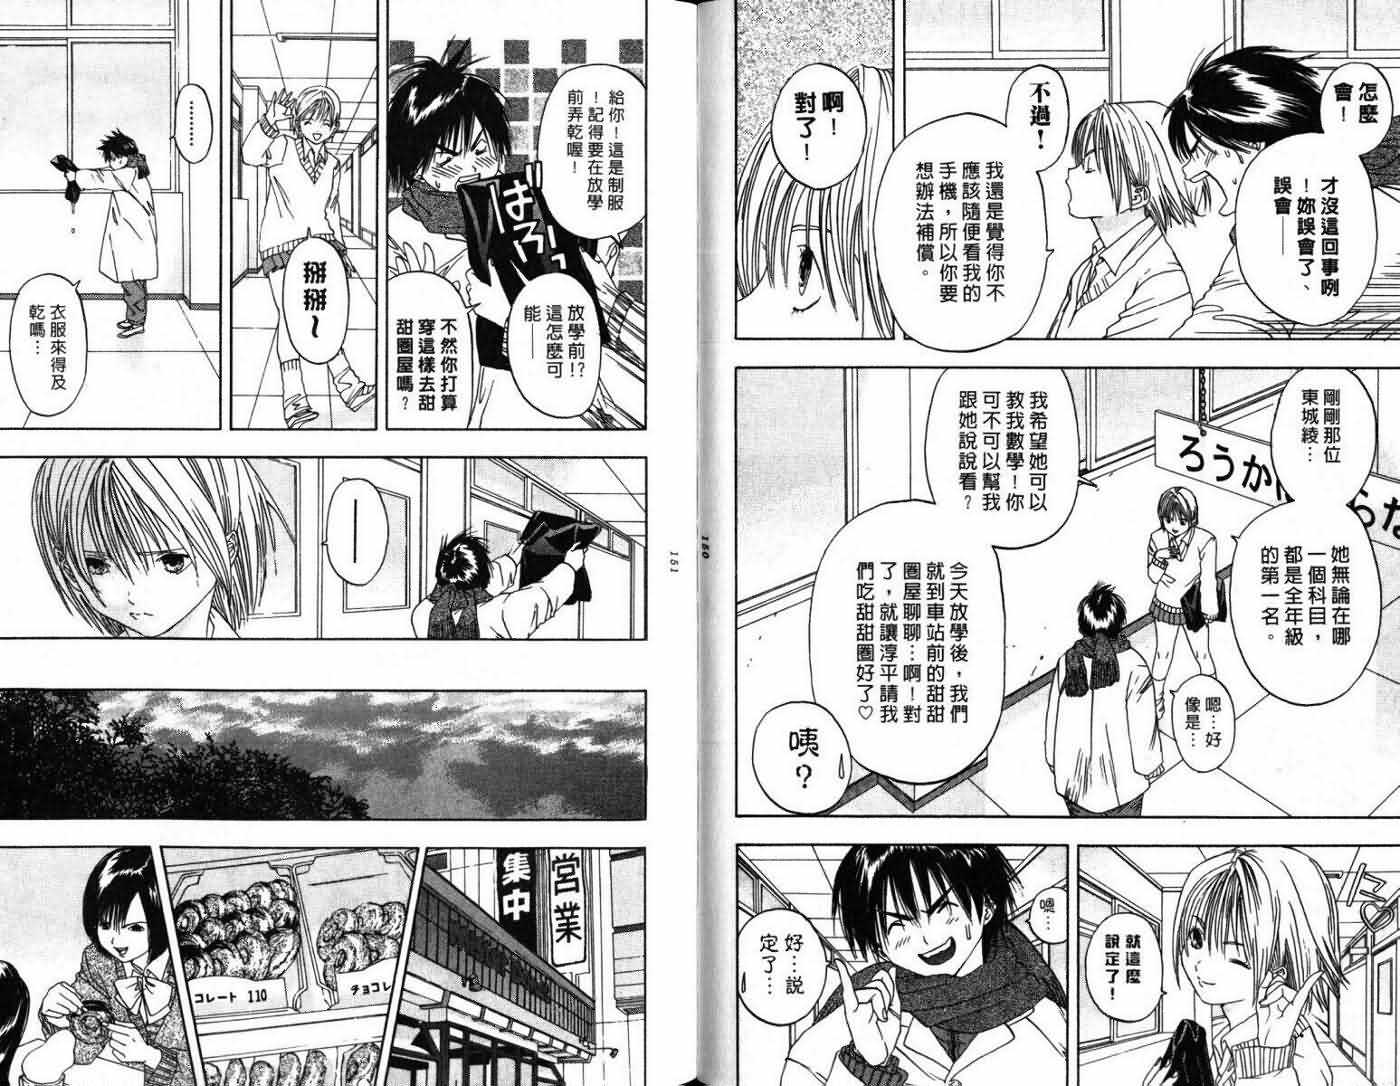 怎麼
會！
才沒這回事咧
！妳誤會了、
誤會——
不過！
我還是覺得你不
應該隨便看我的
手機，所以你要
想辦法補償。
啊！
對了！
剛剛那位
東城綾…
她無論在哪
一個科目，
都是全年級
的第一名。
ろうか
らな
嗯…好
像是…
我希望她可以
教我數學！你
可不可以幫我
跟她說說看？
今天放學後，我們
就到車站前的甜甜
圈屋聊聊…啊！對
了，就讓淳平請我
們吃甜甜圈好了♡
咦？
就這麼
說定了！
嗯…
好…說
定了…
150
151
給你！這是制服
！記得要在放學
前弄乾喔！
ばふっ
放學前!?
這怎麼可
能——
不然你打算
穿這樣去甜
甜圈屋嗎？
掰掰～
………
衣服來得及
乾嗎…
——
営業
集中
チョコレ
コレート 110